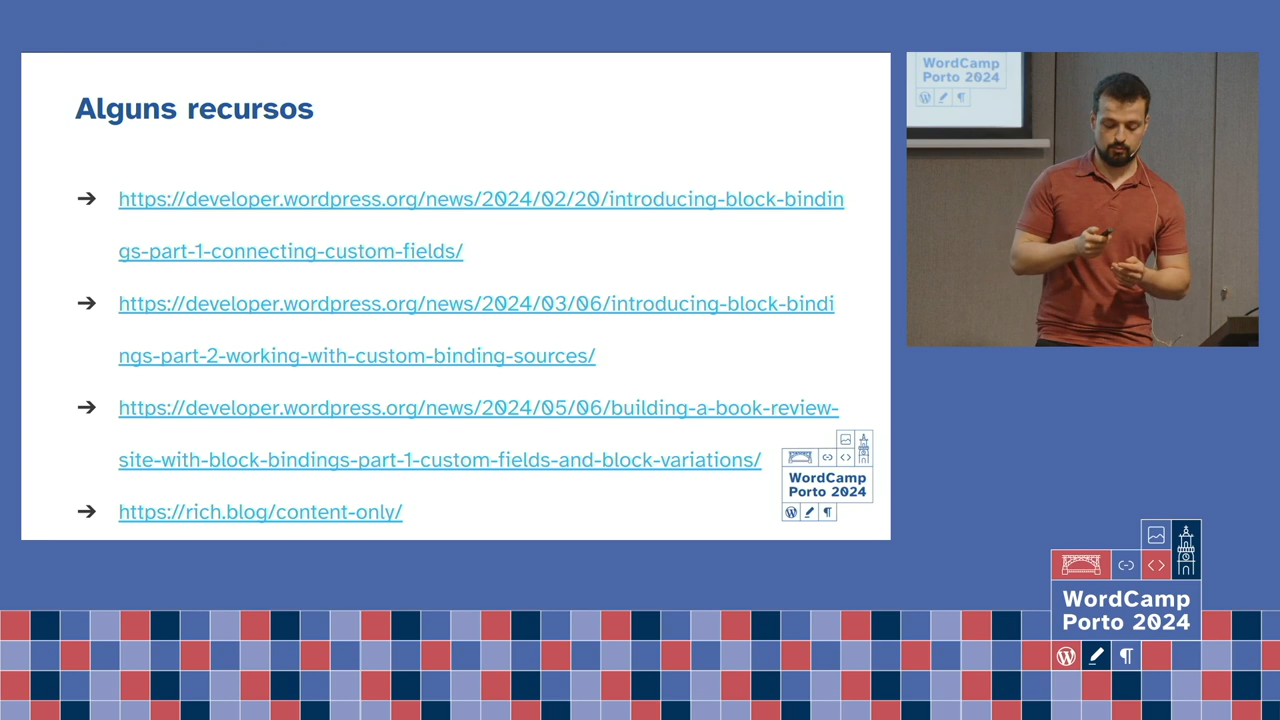 Alguns recursos
➔ https://developer.wordpress.org/news/2024/02/20/introducing-block-bindin
gs-part-1-connecting-custom-fields/
➔ https://developer.wordpress.org/news/2024/03/06/introducing-block-bindi
ngs-part-2-working-with-custom-binding-sources/
➔ https://developer.wordpress.org/news/2024/05/06/building-a-book-review-
site-with-block-bindings-part-1-custom-fields-and-block-variations/
➔ https://rich.blog/content-only/
WordCamp
Porto 2024
WordCamp
Porto 2024
WordCamp
Porto 2024